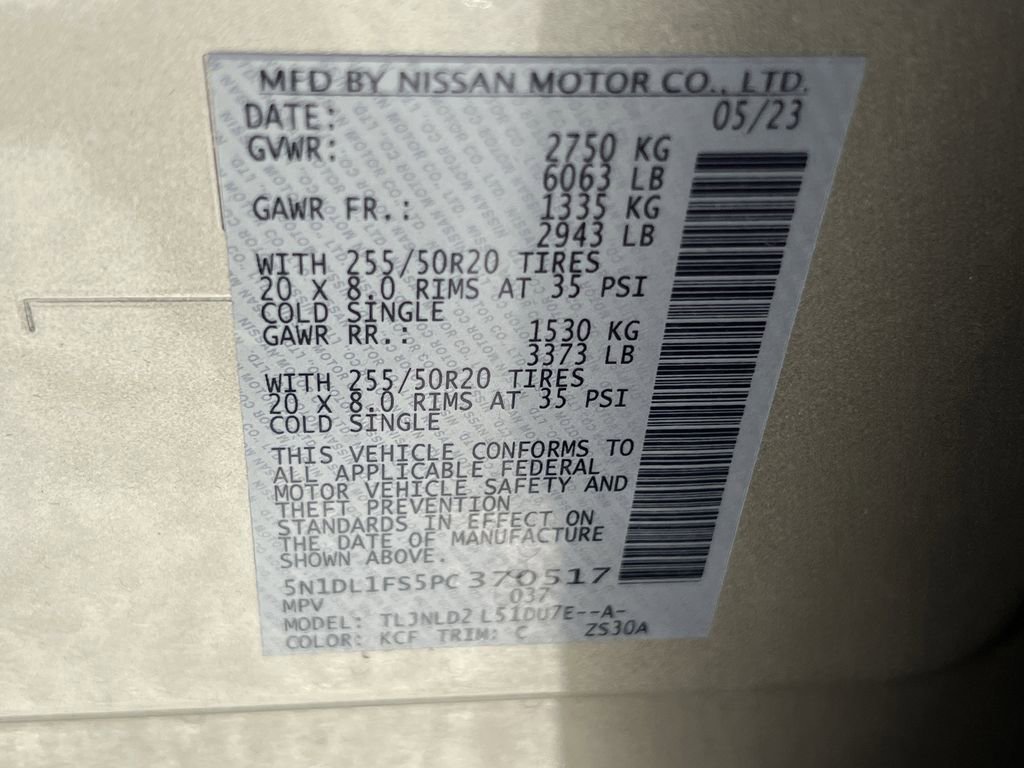 MFD BY NISSAN MOTOR CO., LTD.
DATE: 05/23
GVWR: 2750 KG
6063 LB
GAWR FR.: 1335 KG
2943 LB
WITH 255/50R20 TIRES
20 X 8.0 RIMS AT 35 PSI
COLD SINGLE
GAWR RR.: 1530 KG
3373 LB
WITH 255/50R20 TIRES
20 X 8.0 RIMS AT 35 PSI
COLD SINGLE
THIS VEHICLE CONFORMS TO
ALL APPLICABLE FEDERAL
MOTOR VEHICLE SAFETY AND
THEFT PREVENTION
STANDARDS IN EFFECT ON
THE DATE OF MANUFACTURE
SHOWN ABOVE.
5N1DL1FS5PC370517
037
MPV
MODEL: TLJNLD2 L51DU7E--A-
COLOR: KCF TRIM: C ZS30A